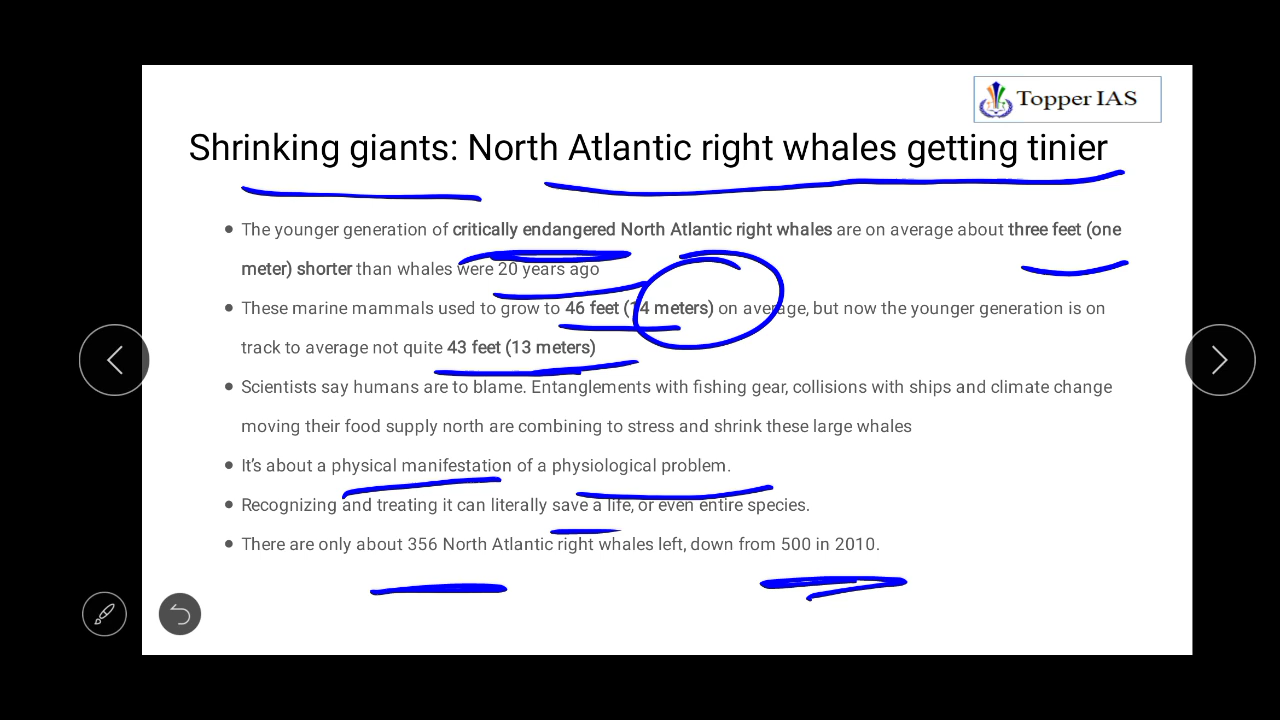 Topper IAS
Shrinking giants: North Atlantic right whales getting tinier
● The younger generation of critically endangered North Atlantic right whales are on average about three feet (one
meter) shorter than whales were 20 years ago
● These marine mammals used to grow to 46 feet (14 meters) on average, but now the younger generation is on
track to average not quite 43 feet (13 meters)
● Scientists say humans are to blame. Entanglements with fishing gear, collisions with ships and climate change
moving their food supply north are combining to stress and shrink these large whales
● It's about a physical manifestation of a physiological problem.
● Recognizing and treating it can literally save a life, or even entire species.
● There are only about 356 North Atlantic right whales left, down from 500 in 2010.